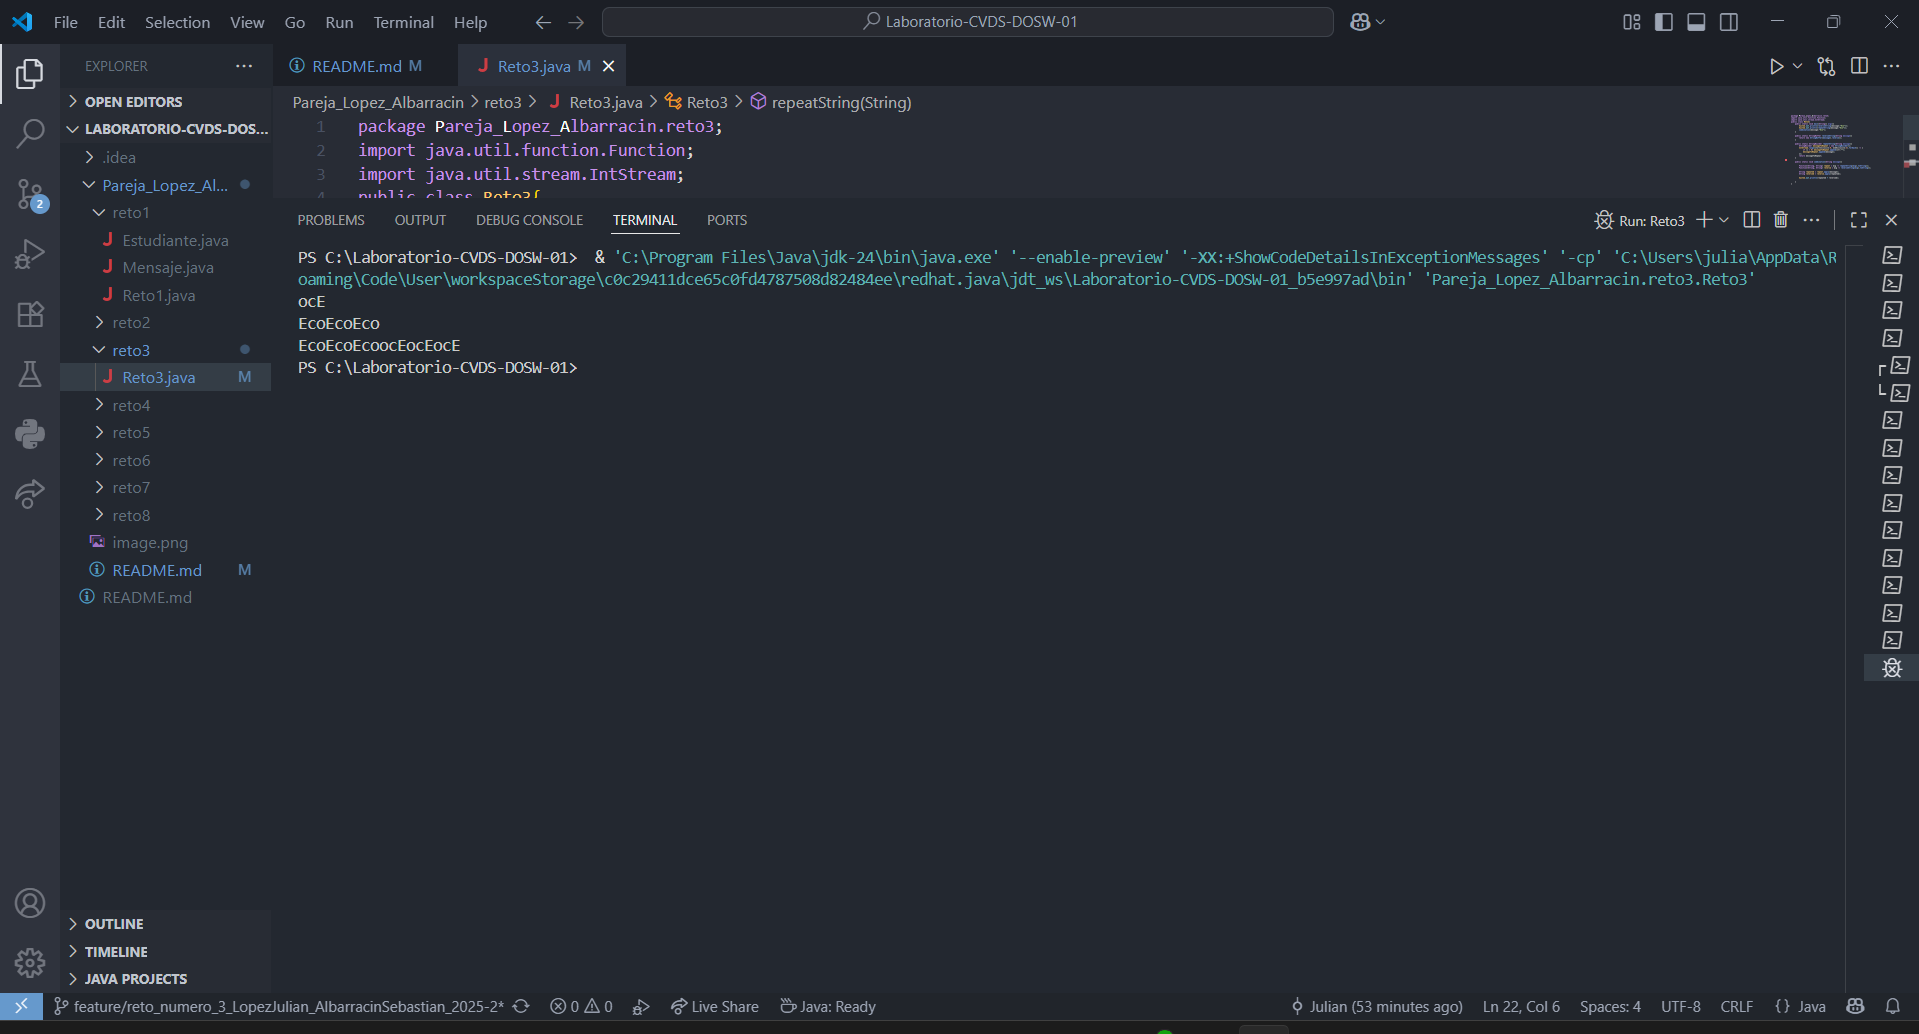 File Edit Selection View Go Run Terminal Help
Laboratorio-CVDS-DOSW-01
EXPLORER
OPEN EDITORS
LABORATORIO-CVDS-DOS...
.idea
Pareja_Lopez_Al...
reto1
Estudiante.java
Mensaje.java
Reto1.java
reto2
reto3
Reto3.java M
reto4
reto5
reto6
reto7
reto8
image.png
README.md M
README.md
OUTLINE
TIMELINE
JAVA PROJECTS
2
README.md M
Reto3.java M
Pareja_Lopez_Albarracin > reto3 > Reto3.java > Reto3 > repeatString(String)
1 package Pareja_Lopez_Albarracin.reto3;
2 import java.util.function.Function;
3 import java.util.stream.IntStream;
4 public class Reto3{
PROBLEMS OUTPUT DEBUG CONSOLE TERMINAL PORTS
Run: Reto3
PS C:\Laboratorio-CVDS-DOSW-01> & 'C:\Program Files\Java\jdk-24\bin\java.exe' '--enable-preview' '-XX:+ShowCodeDetailsInExceptionMessages' '-cp' 'C:\Users\julia\AppData\R
oaming\Code\User\workspaceStorage\c0c29411dce65c0fd4787508d82484ee\redhat.java\jdt_ws\Laboratorio-CVDS-DOSW-01_b5e997ad\bin' 'Pareja_Lopez_Albarracin.reto3.Reto3'
ocE
EcoEcoEco
EcoEcoEcoocEocEocE
PS C:\Laboratorio-CVDS-DOSW-01>
feature/reto_numero_3_LopezJulian_AlbarracinSebastian_2025-2* 0 0 Live Share Java: Ready Julian (53 minutes ago) Ln 22, Col 6 Spaces: 4 UTF-8 CRLF {} Java